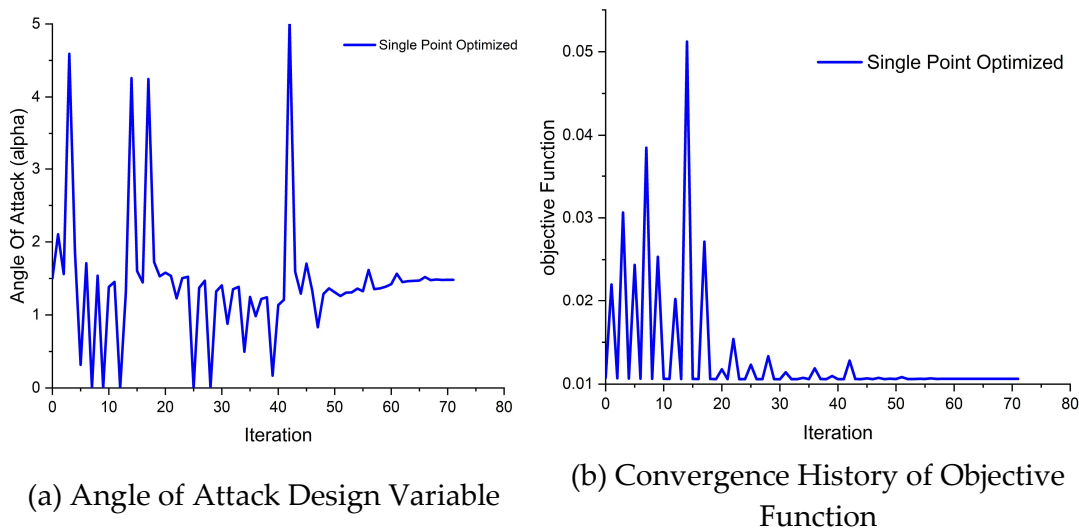 5
4
3
2
1
0
Angle Of Attack (alpha)
Single Point Optimized
0 10 20 30 40 50 60 70 80
Iteration
(a) Angle of Attack Design Variable
0.05
0.04
0.03
0.02
0.01
objective Function
Single Point Optimized
0 10 20 30 40 50 60 70 80
Iteration
(b) Convergence History of Objective
Function